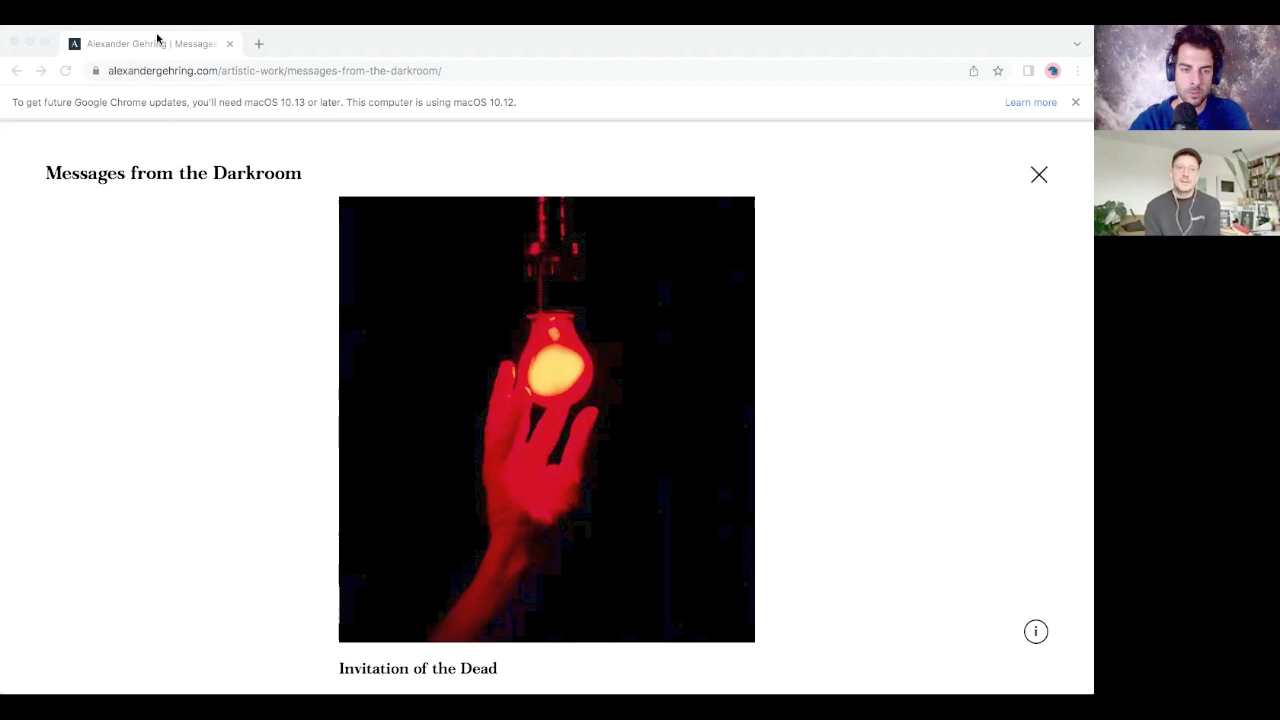 A Alexander Gehring | Messages
alexandergehring.com/artistic-work/messages-from-the-darkroom/
To get future Google Chrome updates, you'll need macOS 10.13 or later. This computer is using macOS 10.12. Learn more
Messages from the Darkroom
i
Invitation of the Dead